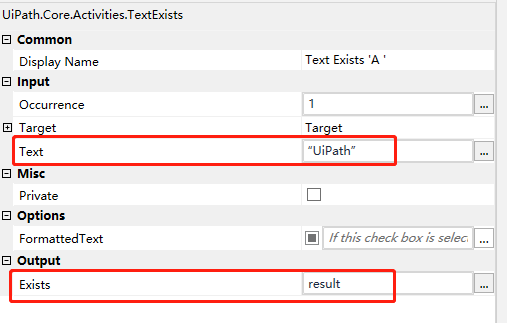 UiPath.Core.Activities.TextExists
Common
Display Name Text Exists 'A '
Input
Occurrence 1 ...
Target Target
Text “UiPath” ...
Misc
Private
Options
FormattedText If this check box is selec ...
Output
Exists result ...